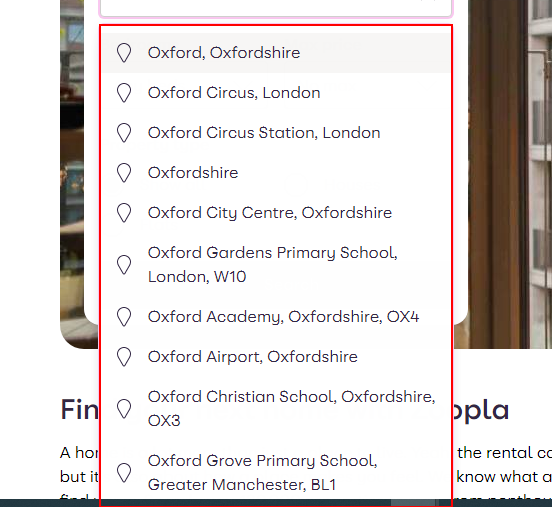 Oxford, Oxfordshire
Oxford Circus, London
Oxford Circus Station, London
Oxfordshire
Oxford City Centre, Oxfordshire
Oxford Gardens Primary School,
London, W10
Oxford Academy, Oxfordshire, OX4
Oxford Airport, Oxfordshire
Oxford Christian School, Oxfordshire,
OX3
Oxford Grove Primary School,
Greater Manchester, BL1
Fin opla
A hor the rental
but it know what a